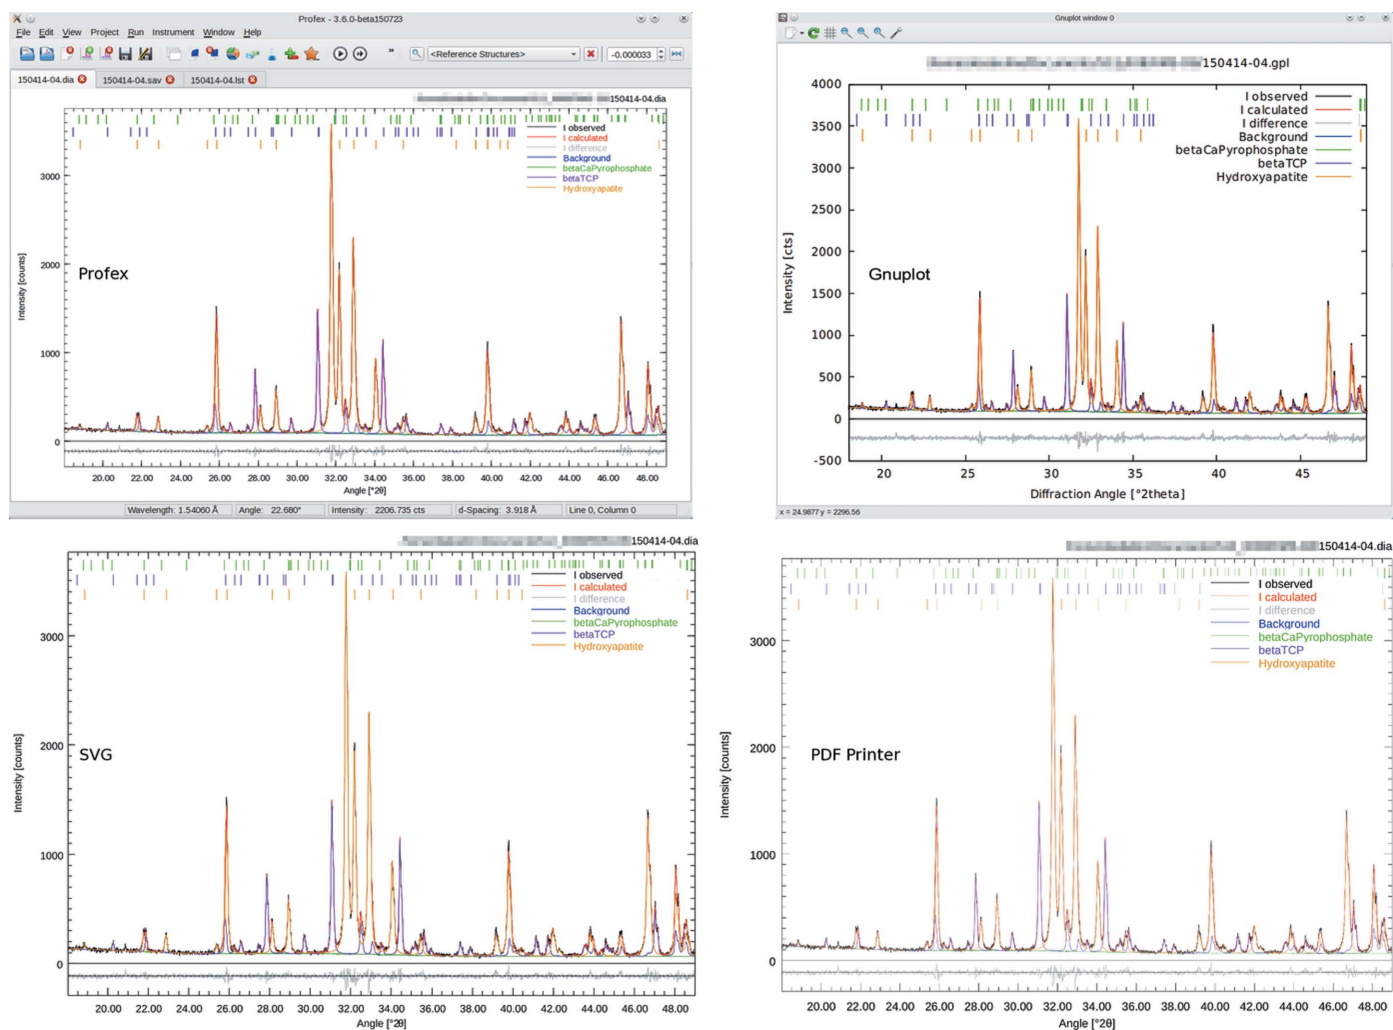 Profex - 3.6.0-beta150723
File Edit View Project Run Instrument Window Help
» <Reference Structures> -0.000033
150414-04.dia 150414-04.sav 150414-04.lst
150414-04.dia
I observed
I calculated
I difference
Background
betaCaPyrophosphate
betaTCP
Hydroxyapatite
3000
2000
1000
0
Intensity [counts]
Profex
20.00 22.00 24.00 26.00 28.00 30.00 32.00 34.00 36.00 38.00 40.00 42.00 44.00 46.00 48.00
Angle [°2θ]
Wavelength: 1.54060 Å Angle: 22.680° Intensity: 2206.735 cts d-Spacing: 3.918 Å Line 0, Column 0
Gnuplot window 0
150414-04.gpl
I observed
I calculated
I difference
Background
betaCaPyrophosphate
betaTCP
Hydroxyapatite
4000
3500
3000
2500
2000
1500
1000
500
0
-500
Intensity [cts]
Gnuplot
20 25 30 35 40 45
Diffraction Angle [°2theta]
x = 24.9877 y = 2296.56
150414-04.dia
I observed
I calculated
I difference
Background
betaCaPyrophosphate
betaTCP
Hydroxyapatite
3000
2000
1000
0
Intensity [counts]
SVG
20.00 22.00 24.00 26.00 28.00 30.00 32.00 34.00 36.00 38.00 40.00 42.00 44.00 46.00 48.00
Angle [°2θ]
150414-04.dia
I observed
I calculated
I difference
Background
betaCaPyrophosphate
betaTCP
Hydroxyapatite
3000
2000
1000
0
Intensity [counts]
PDF Printer
20.00 22.00 24.00 26.00 28.00 30.00 32.00 34.00 36.00 38.00 40.00 42.00 44.00 46.00 48.00
Angle [°2θ]